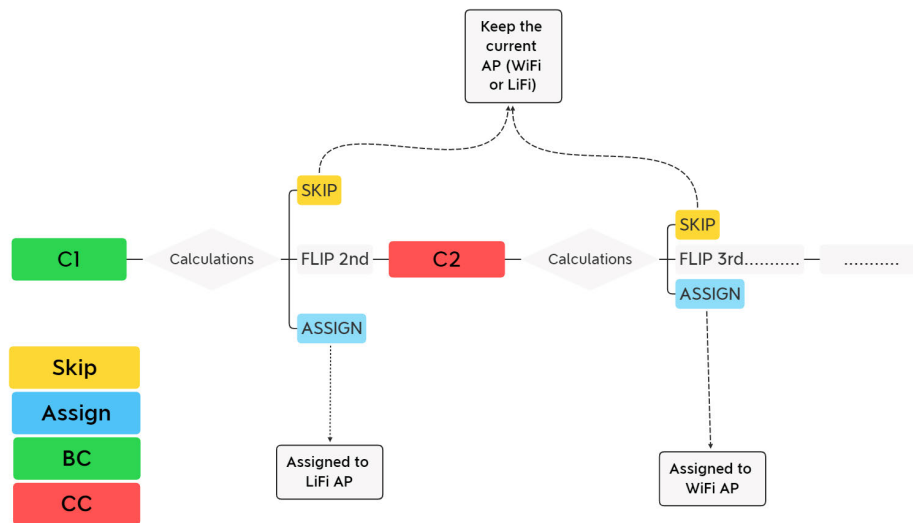 Keep the
current
AP (WiFi
or LiFi)
SKIP
C1
Calculations
FLIP 2nd
ASSIGN
C2
Calculations
SKIP
FLIP 3rd...........
...........
ASSIGN
Skip
Assign
BC
CC
Assigned to
LiFi AP
Assigned to
WiFi AP